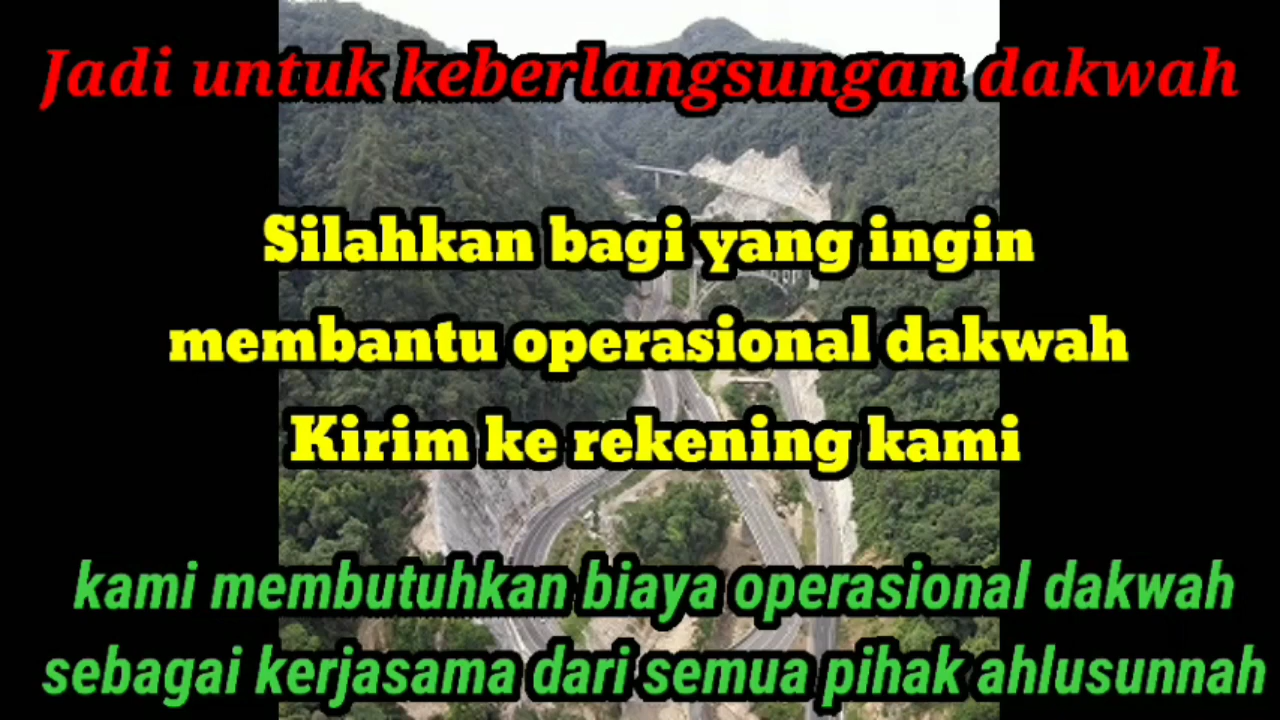 Jadi untuk keberlangsungan dakwah
Silahkan bagi yang ingin
membantu operasional dakwah
Kirim ke rekening kami
kami membutuhkan biaya operasional dakwah
sebagai kerjasama dari semua pihak ahlusunnah